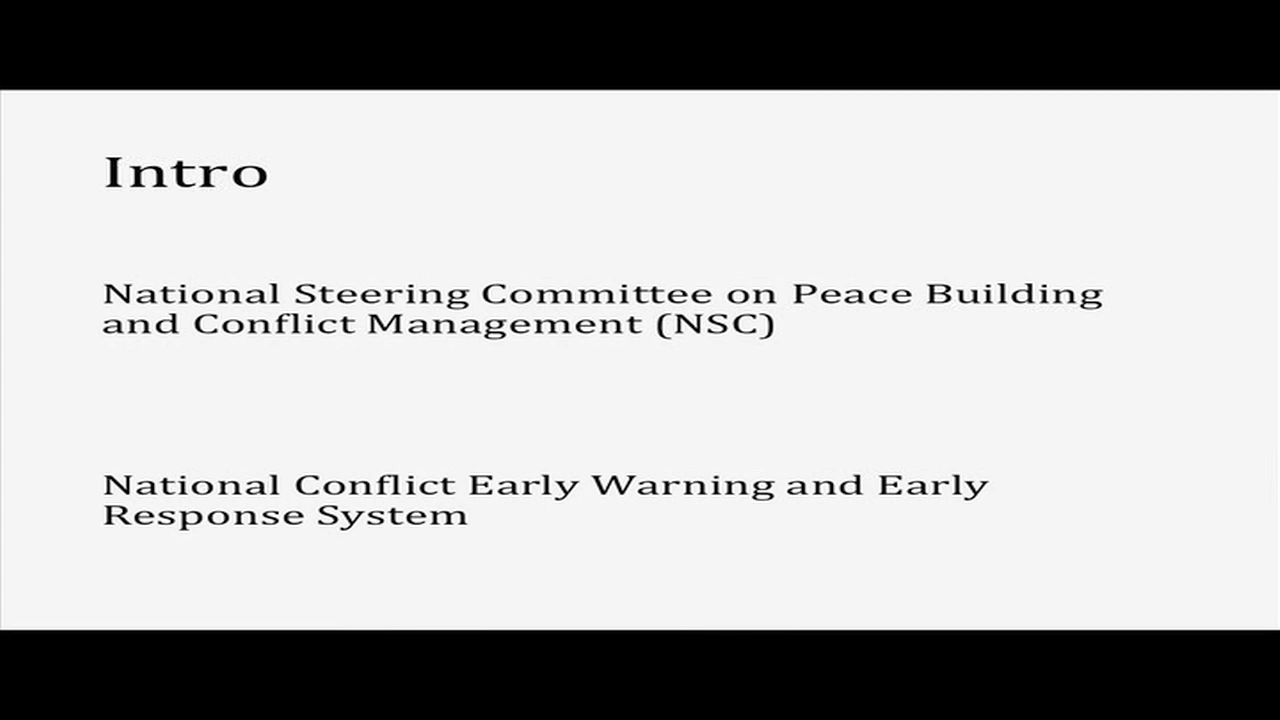 Intro
National Steering Committee on Peace Building
and Conflict Management (NSC)
National Conflict Early Warning and Early
Response System